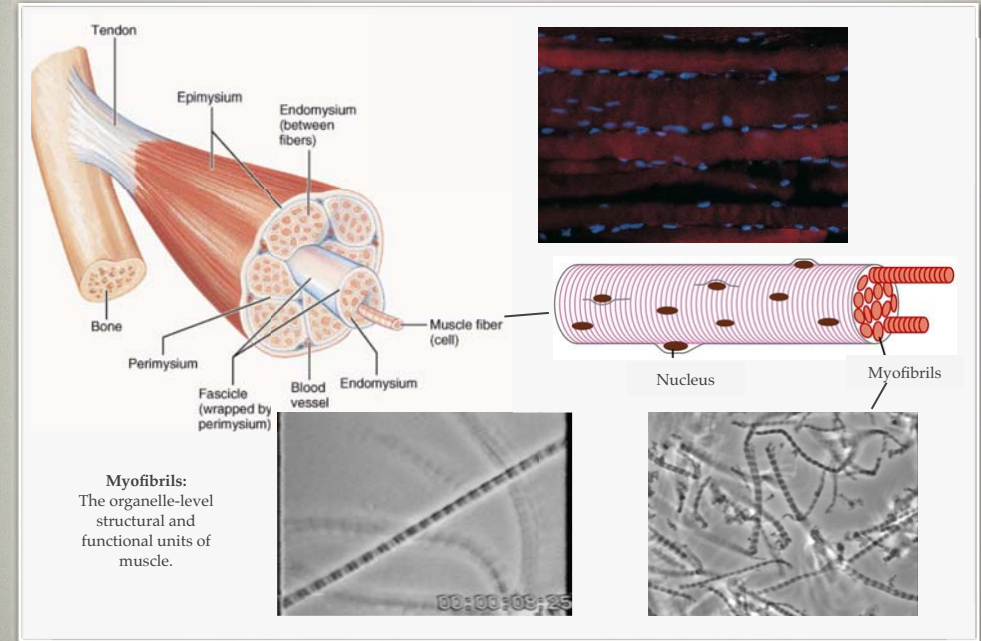 Tendon
Epimysium
Endomysium
(between
fibers)
Bone
Muscle fiber
(cell)
Perimysium
Endomysium
Blood
vessel
Fascicle
(wrapped by
perimysium)
Nucleus
Myofibrils
Myofibrils:
The organelle-level
structural and
functional units of
muscle.
00:00:08:25